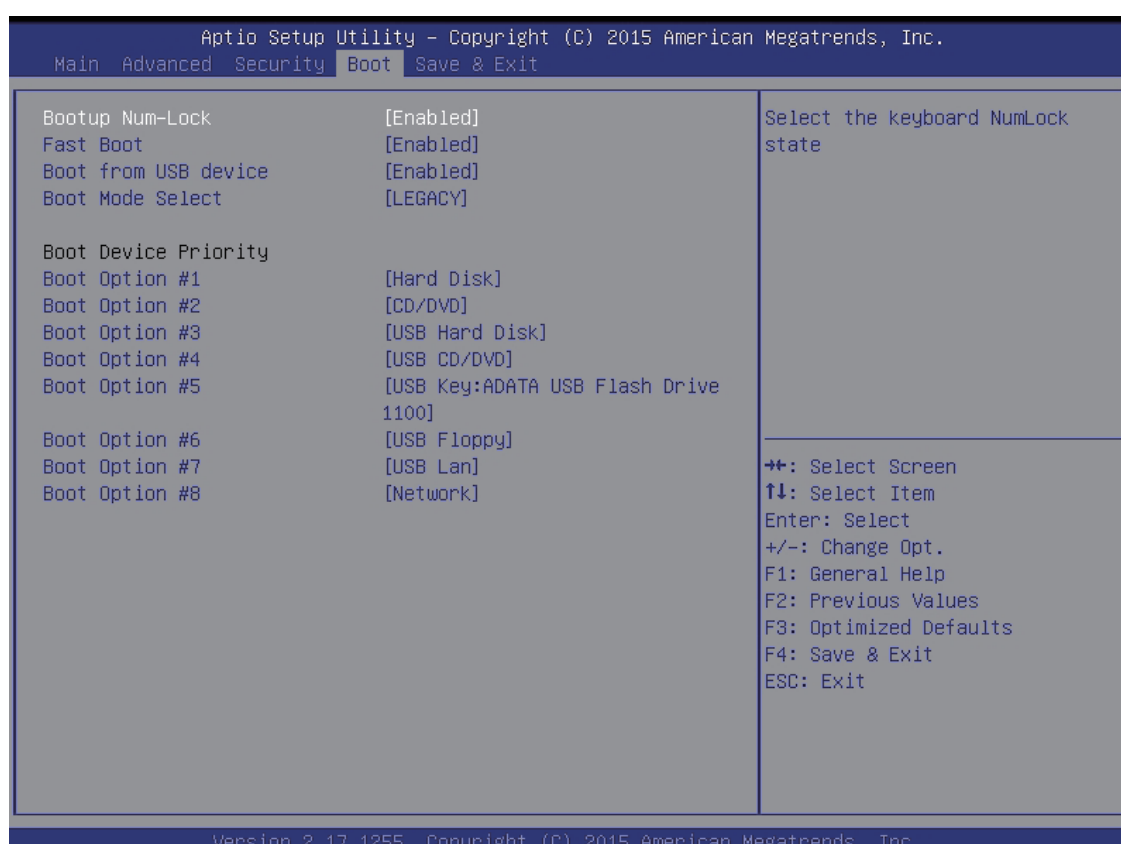 Aptio Setup Utility – Copyright (C) 2015 American Megatrends, Inc.
Main Advanced Security Boot Save & Exit
Bootup Num-Lock [Enabled]
Fast Boot [Enabled]
Boot from USB device [Enabled]
Boot Mode Select [LEGACY]
Boot Device Priority
Boot Option #1 [Hard Disk]
Boot Option #2 [CD/DVD]
Boot Option #3 [USB Hard Disk]
Boot Option #4 [USB CD/DVD]
Boot Option #5 [USB Key:ADATA USB Flash Drive
1100]
Boot Option #6 [USB Floppy]
Boot Option #7 [USB Lan]
Boot Option #8 [Network]
Select the keyboard NumLock
state
→←: Select Screen
↑↓: Select Item
Enter: Select
+/-: Change Opt.
F1: General Help
F2: Previous Values
F3: Optimized Defaults
F4: Save & Exit
ESC: Exit
Version 2.17.1255. Copyright (C) 2015 American Megatrends, Inc.